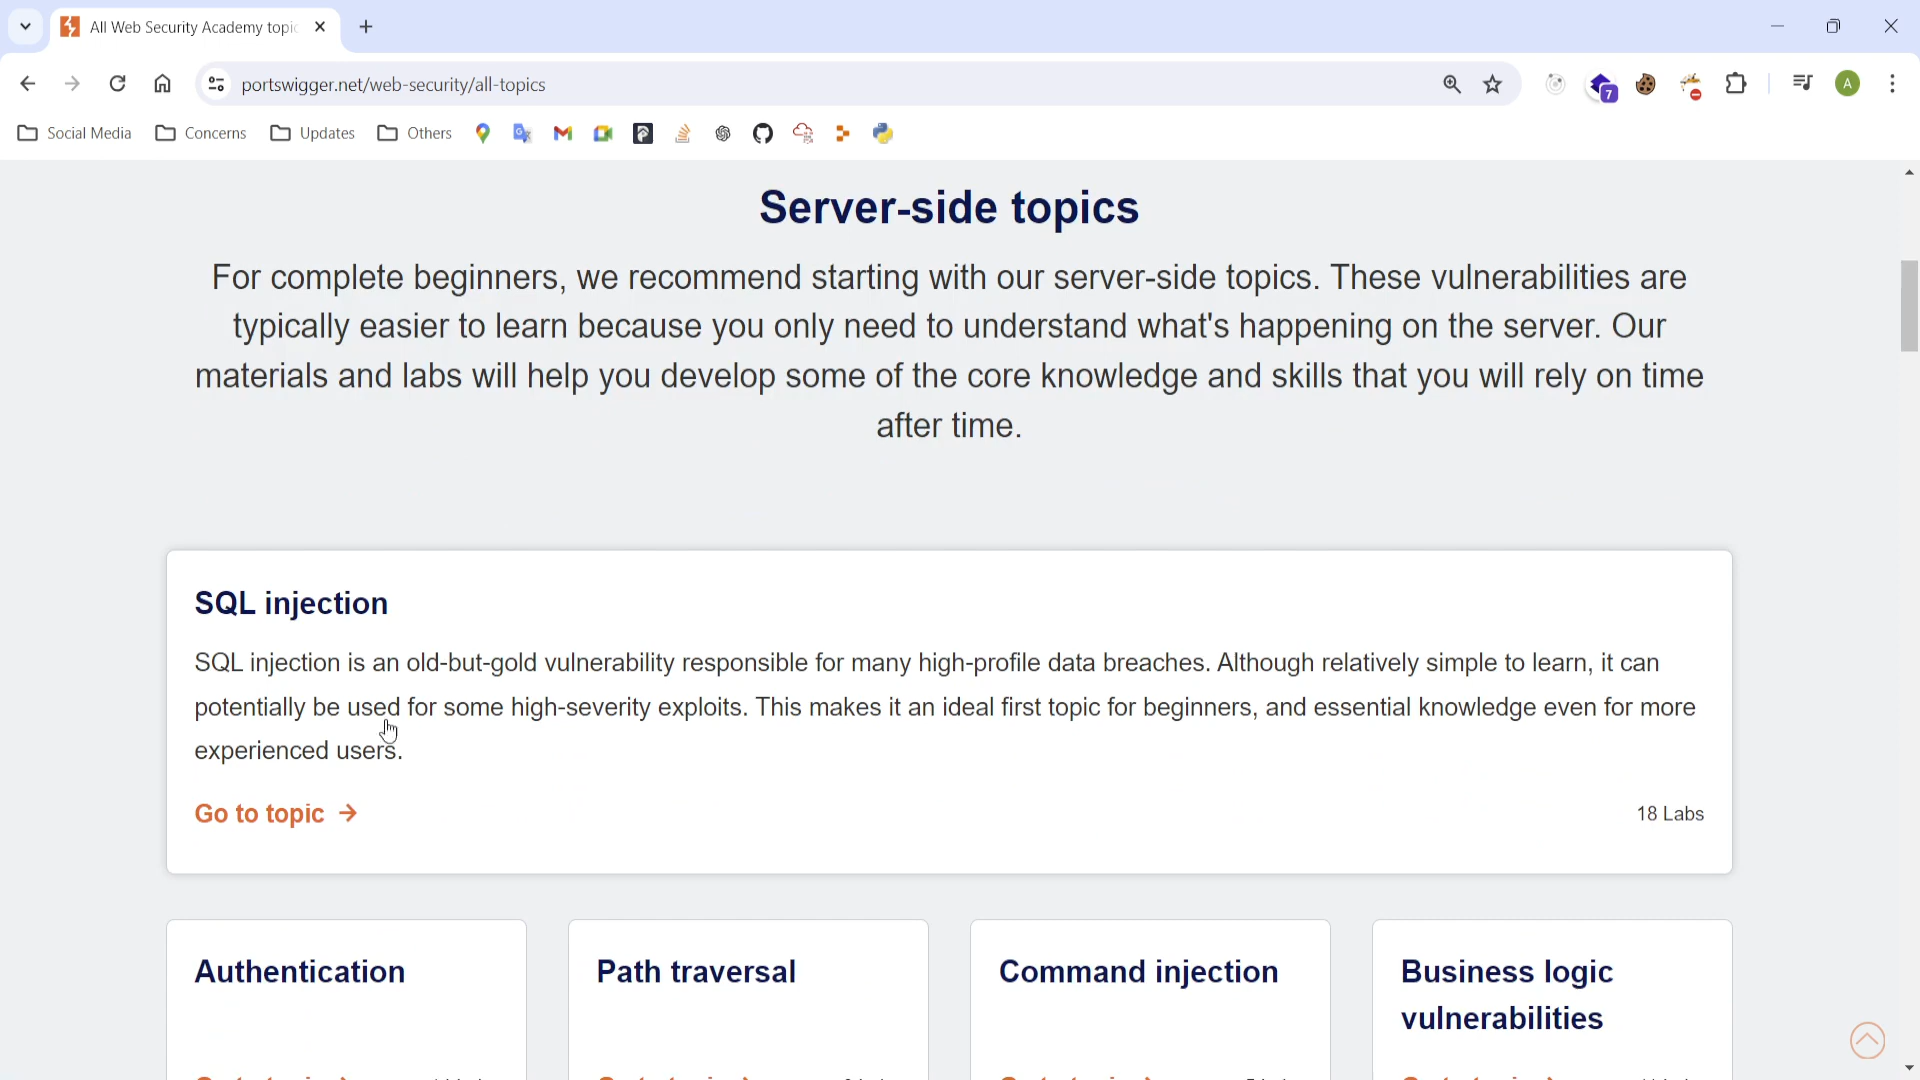 All Web Security Academy topic
portswigger.net/web-security/all-topics
7
A
Social Media
Concerns
Updates
Others
Server-side topics
For complete beginners, we recommend starting with our server-side topics. These vulnerabilities are
typically easier to learn because you only need to understand what's happening on the server. Our
materials and labs will help you develop some of the core knowledge and skills that you will rely on time
after time.
SQL injection
SQL injection is an old-but-gold vulnerability responsible for many high-profile data breaches. Although relatively simple to learn, it can
potentially be used for some high-severity exploits. This makes it an ideal first topic for beginners, and essential knowledge even for more
experienced users.
Go to topic →
18 Labs
Authentication
Path traversal
Command injection
Business logic
vulnerabilities